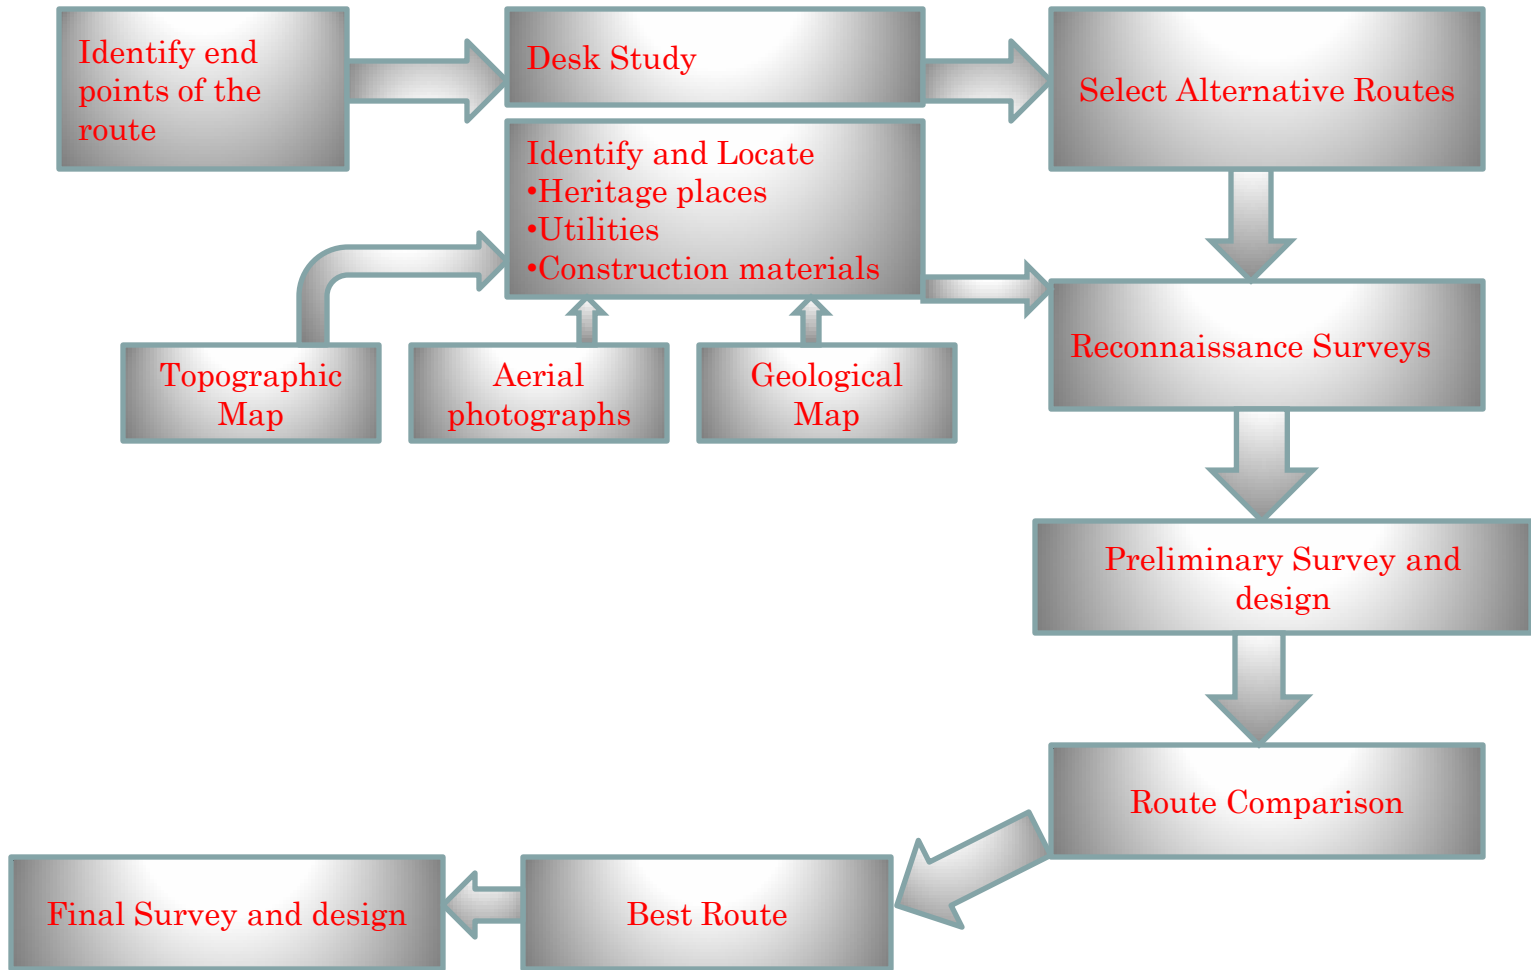 Identify end
points of the
route
Desk Study
Select Alternative Routes
Identify and Locate
•Heritage places
•Utilities
•Construction materials
Reconnaissance Surveys
Topographic
Map
Aerial
photographs
Geological
Map
Preliminary Survey and
design
Route Comparison
Best Route
Final Survey and design